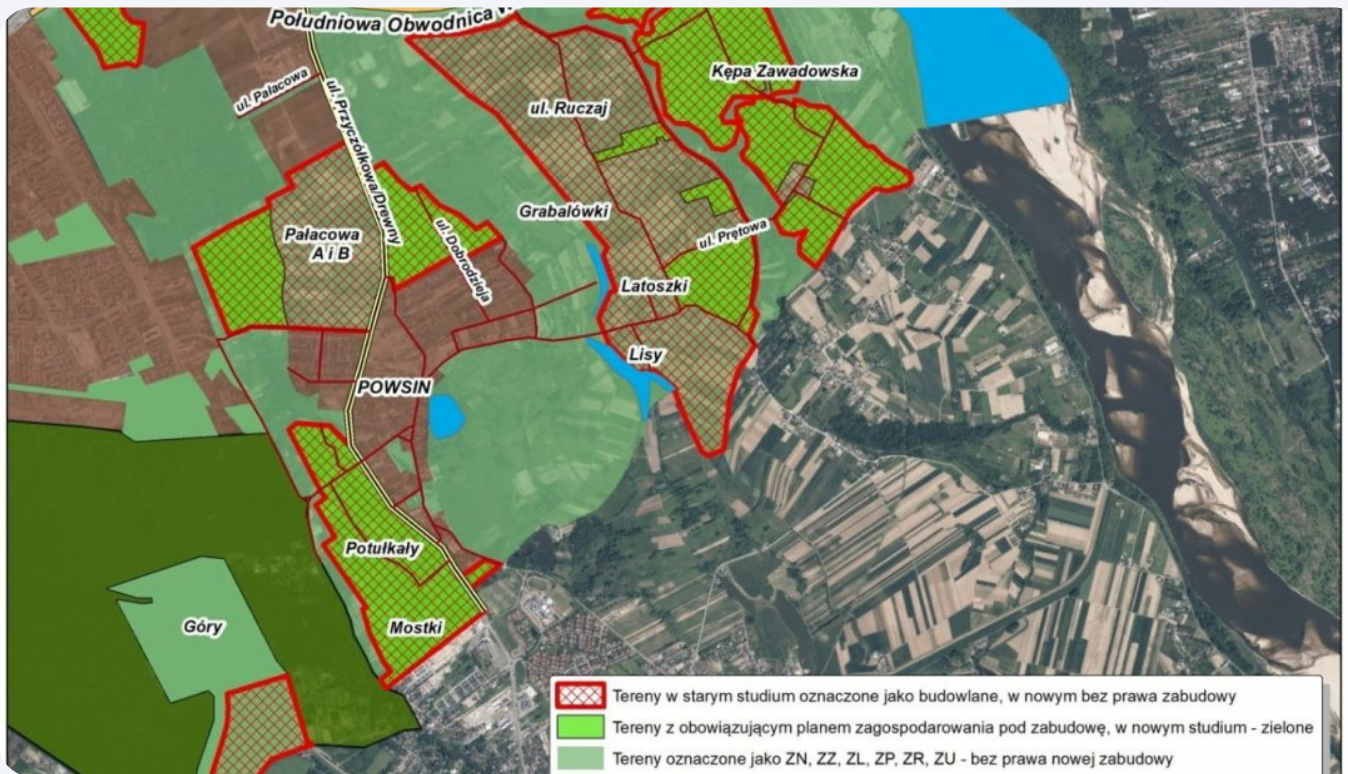 Południowa Obwodnica
Kępa Zawadowska
ul. Pałacowa
ul. Ruczaj
ul. Przyczółkowa/Drewny
Grabalówki
Pałacowa
A i B
ul. Dobrodzieja
ul. Prętowa
Latoszki
Lisy
POWSIN
Potułkały
Góry
Mostki
Tereny w starym studium oznaczone jako budowlane, w nowym bez prawa zabudowy
Tereny z obowiązującym planem zagospodarowania pod zabudowę, w nowym studium - zielone
Tereny oznaczone jako ZN, ZZ, ZL, ZP, ZR, ZU - bez prawa nowej zabudowy